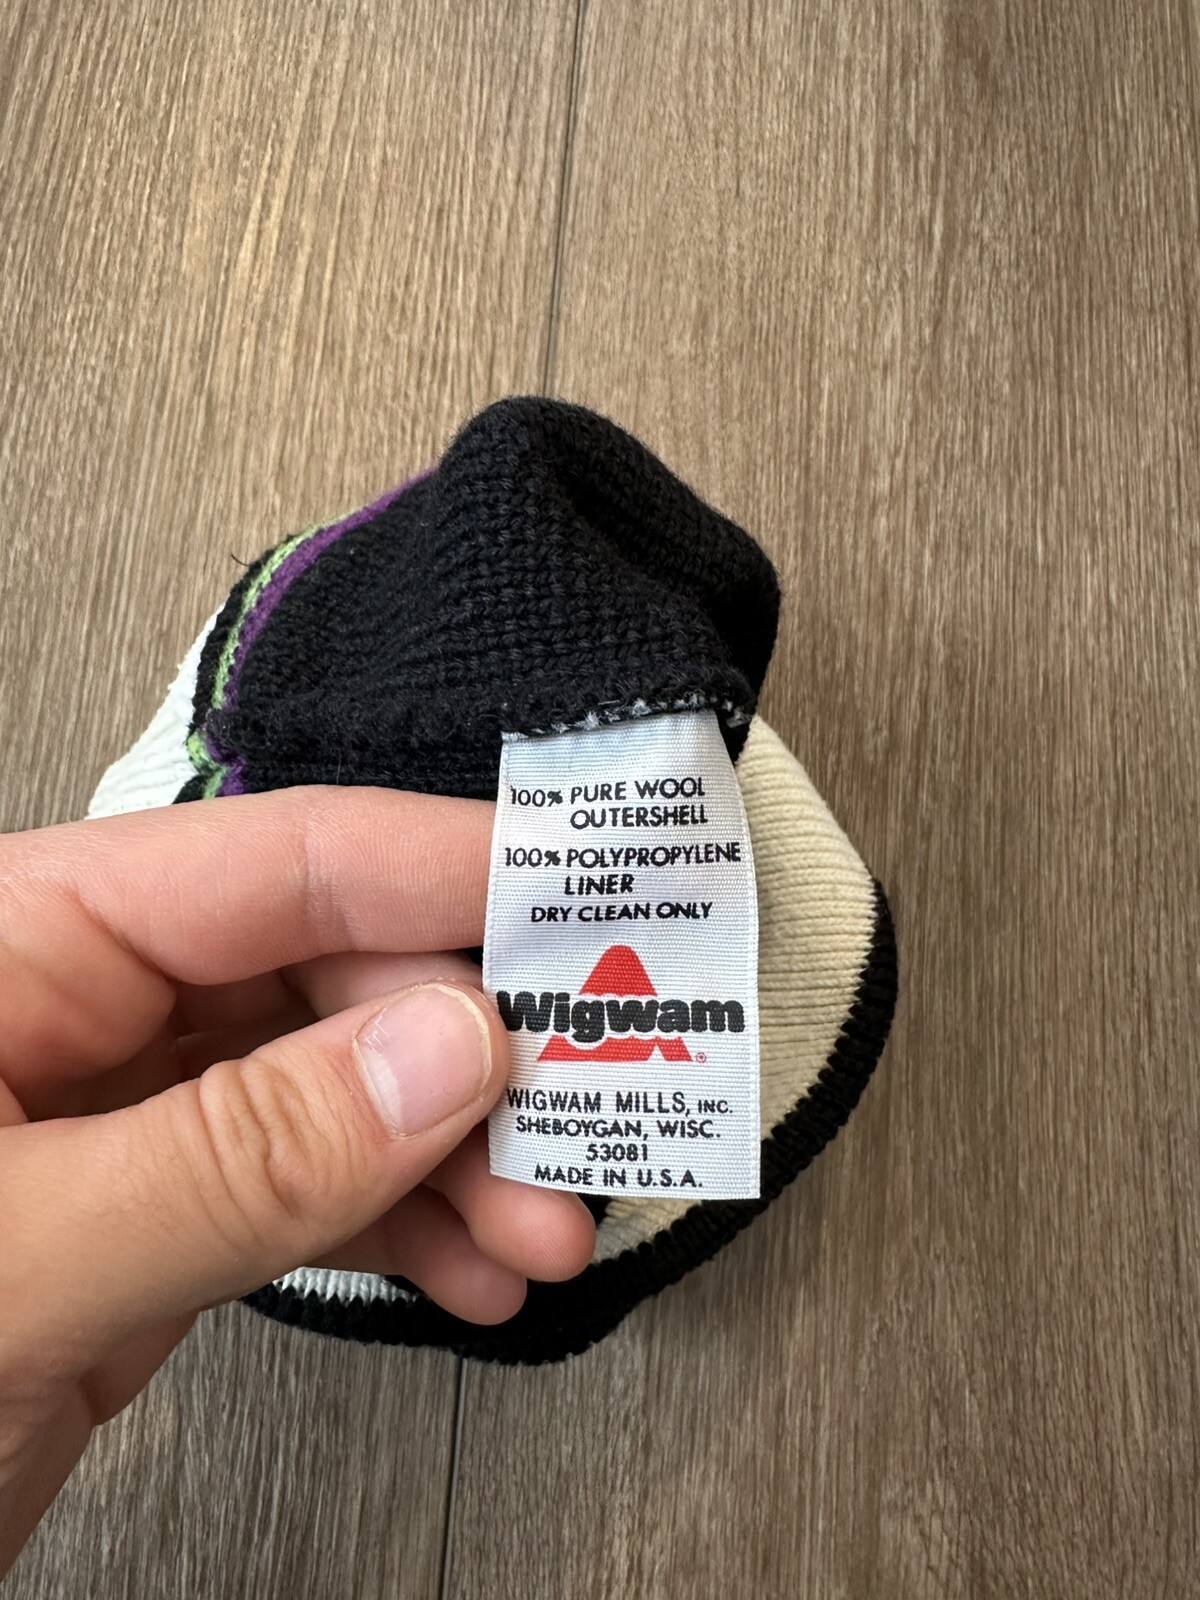 100% PURE WOOL
OUTERSHELL
100% POLYPROPYLENE
LINER
DRY CLEAN ONLY
Wigwam
®
WIGWAM MILLS, INC.
SHEBOYGAN, WISC.
53081
MADE IN U.S.A.